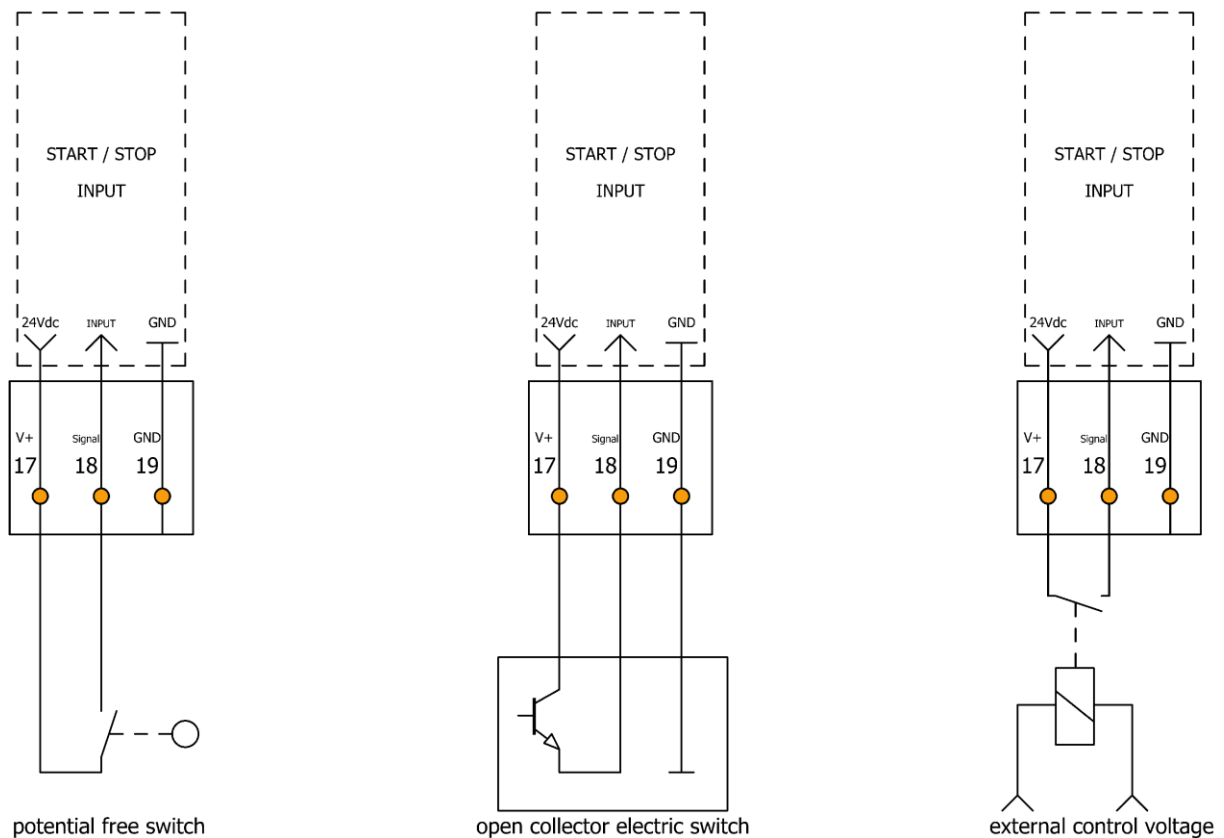 START / STOP
INPUT
24Vdc INPUT GND
V+ Signal GND
17 18 19
potential free switch
START / STOP
INPUT
24Vdc INPUT GND
V+ Signal GND
17 18 19
open collector electric switch
START / STOP
INPUT
24Vdc INPUT GND
V+ Signal GND
17 18 19
external control voltage